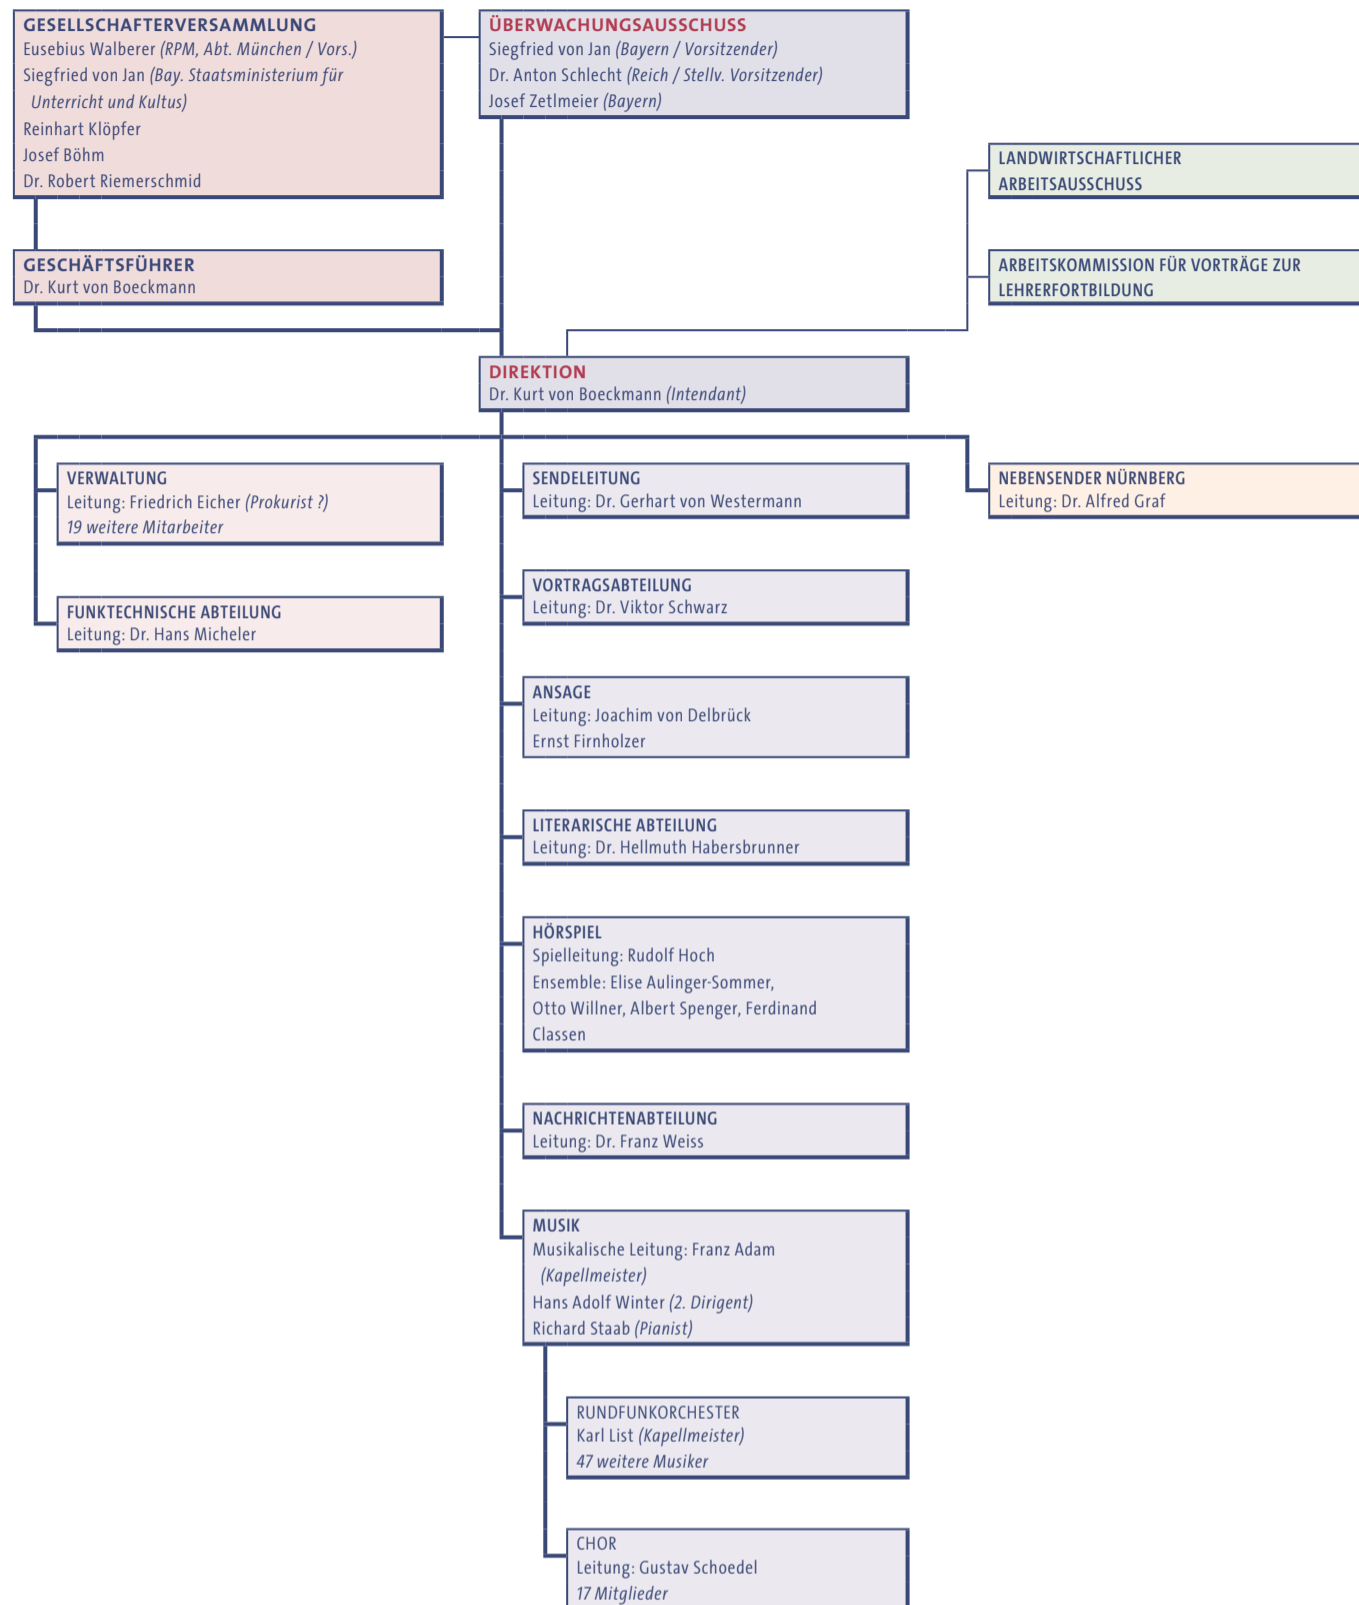 GESELLSCHAFTERVERSAMMLUNG
Eusebius Walberer (RPM, Abt. München / Vors.)
Siegfried von Jan (Bay. Staatsministerium für
Unterricht und Kultus)
Reinhart Klöpfer
Josef Böhm
Dr. Robert Riemerschmid
ÜBERWACHUNGSAUSSCHUSS
Siegfried von Jan (Bayern / Vorsitzender)
Dr. Anton Schlecht (Reich / Stellv. Vorsitzender)
Josef Zetlmeier (Bayern)
LANDWIRTSCHAFTLICHER
ARBEITSAUSSCHUSS
GESCHÄFTSFÜHRER
Dr. Kurt von Boeckmann
ARBEITSKOMMISSION FÜR VORTRÄGE ZUR
LEHRERFORTBILDUNG
DIREKTION
Dr. Kurt von Boeckmann (Intendant)
VERWALTUNG
Leitung: Friedrich Eicher (Prokurist ?)
19 weitere Mitarbeiter
FUNKTECHNISCHE ABTEILUNG
Leitung: Dr. Hans Micheler
SENDELEITUNG
Leitung: Dr. Gerhart von Westermann
NEBENSENDER NÜRNBERG
Leitung: Dr. Alfred Graf
VORTRAGSABTEILUNG
Leitung: Dr. Viktor Schwarz
ANSAGE
Leitung: Joachim von Delbrück
Ernst Firnholzer
LITERARISCHE ABTEILUNG
Leitung: Dr. Hellmuth Habersbrunner
HÖRSPIEL
Spielleitung: Rudolf Hoch
Ensemble: Elise Aulinger-Sommer,
Otto Willner, Albert Spenger, Ferdinand
Classen
NACHRICHTENABTEILUNG
Leitung: Dr. Franz Weiss
MUSIK
Musikalische Leitung: Franz Adam
(Kapellmeister)
Hans Adolf Winter (2. Dirigent)
Richard Staab (Pianist)
RUNDFUNKORCHESTER
Karl List (Kapellmeister)
47 weitere Musiker
CHOR
Leitung: Gustav Schoedel
17 Mitglieder